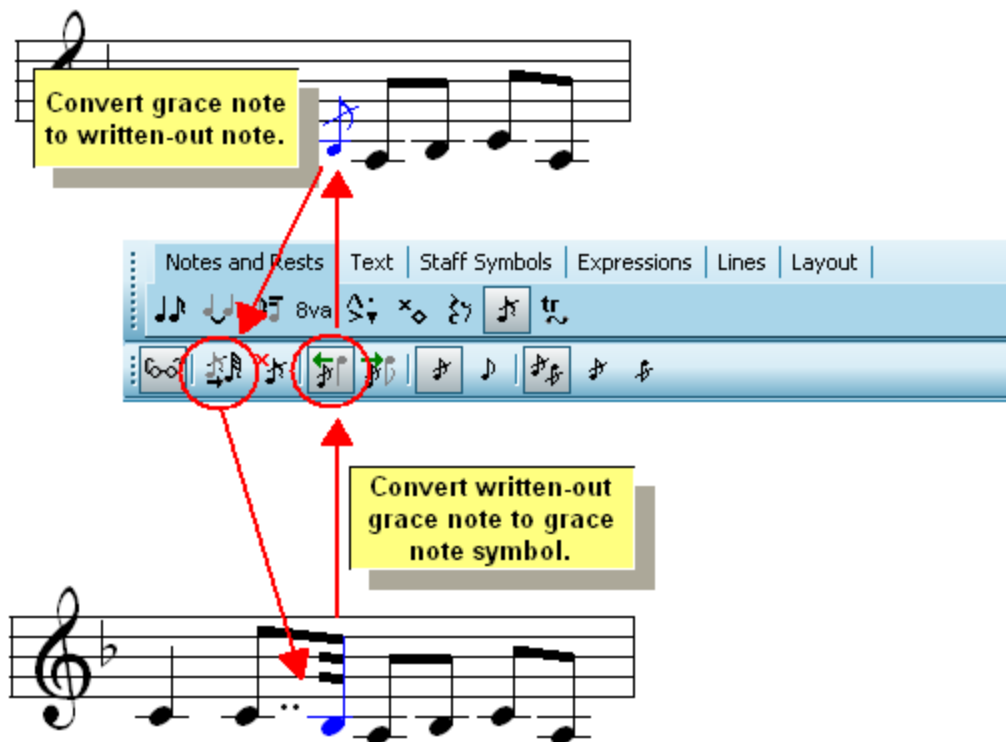 Convert grace note
to written-out note.
Notes and Rests Text Staff Symbols Expressions Lines Layout
8va tr
Convert written-out
grace note to grace
note symbol.